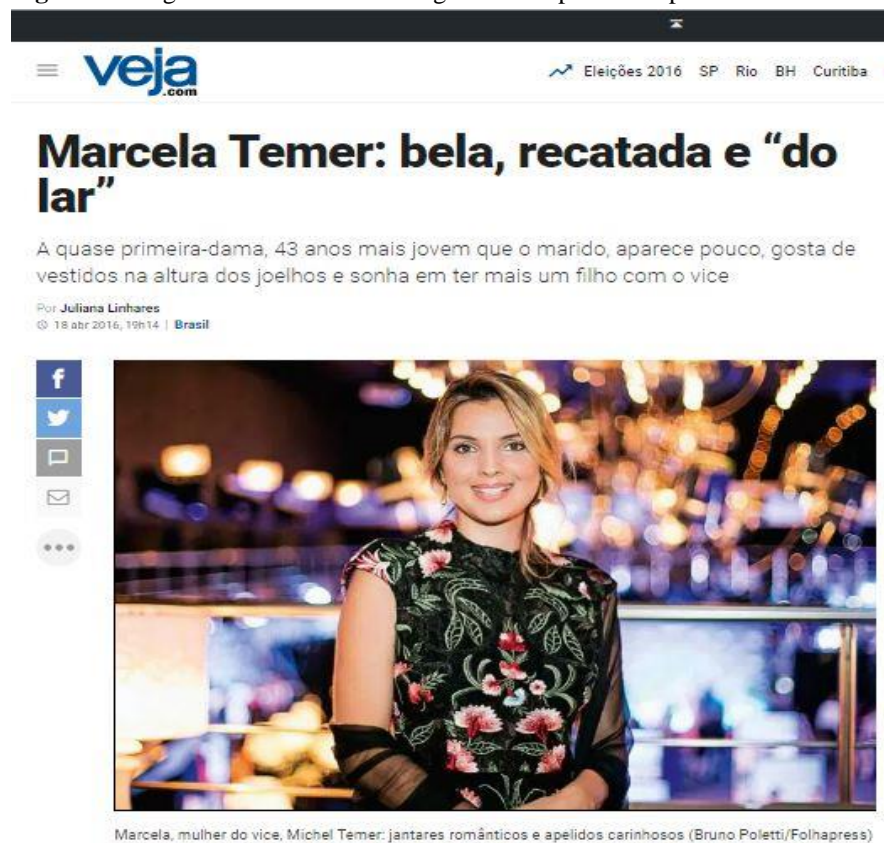 veja
.com
Eleições 2016 SP Rio BH Curitiba
Marcela Temer: bela, recatada e “do
lar”
A quase primeira-dama, 43 anos mais jovem que o marido, aparece pouco, gosta de
vestidos na altura dos joelhos e sonha em ter mais um filho com o vice
Por Juliana Linhares
18 abr 2016, 19h14 | Brasil
Marcela, mulher do vice, Michel Temer: jantares românticos e apelidos carinhosos (Bruno Poletti/Folhapress)